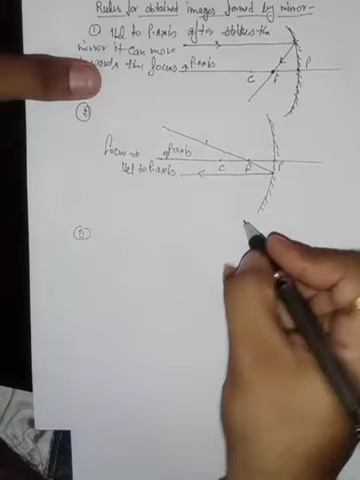 Rules for obtained images formed by mirror-
① ||el to P.axis after strikes the
mirror it can move
towards the focus P.axis
C F P
②
focus → P.axis
||el to P.axis C F P
③